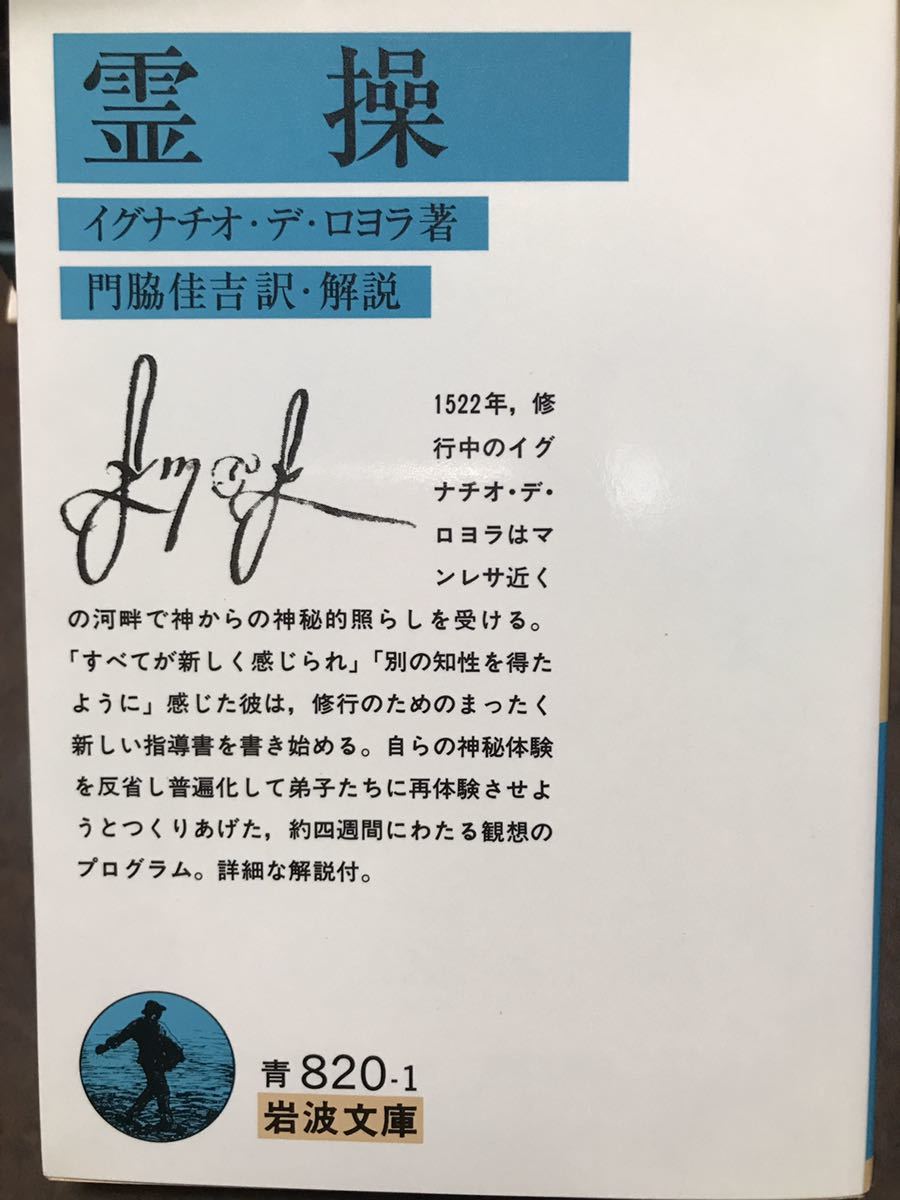 霊操
イグナチオ・デ・ロヨラ著
門脇佳吉訳・解説
1522年，修
行中のイグ
ナチオ・デ・
ロヨラはマ
ンレサ近く
の河畔で神からの神秘的照らしを受ける。
「すべてが新しく感じられ」「別の知性を得た
ように」感じた彼は，修行のためのまったく
新しい指導書を書き始める。自らの神秘体験
を反省し普遍化して弟子たちに再体験させよ
うとつくりあげた，約四週間にわたる観想の
プログラム。詳細な解説付。
青 820-1
岩波文庫